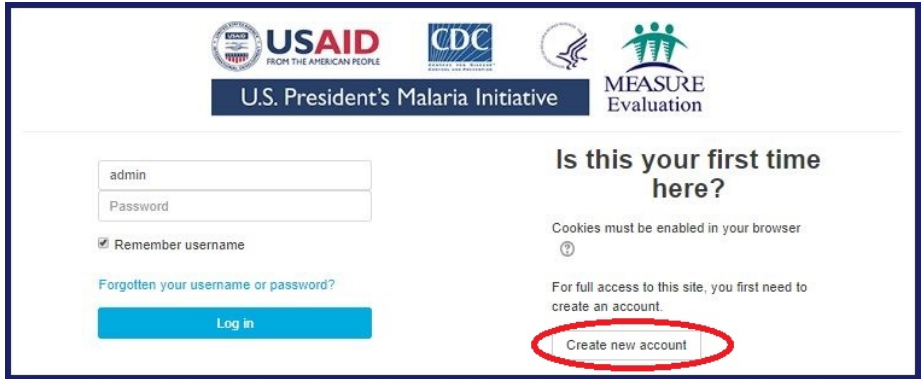 USAID
FROM THE AMERICAN PEOPLE
CDC
U.S. President's Malaria Initiative
MEASURE
Evaluation
admin
Password
Remember username
Forgotten your username or password?
Log in
Is this your first time
here?
Cookies must be enabled in your browser
For full access to this site, you first need to
create an account.
Create new account